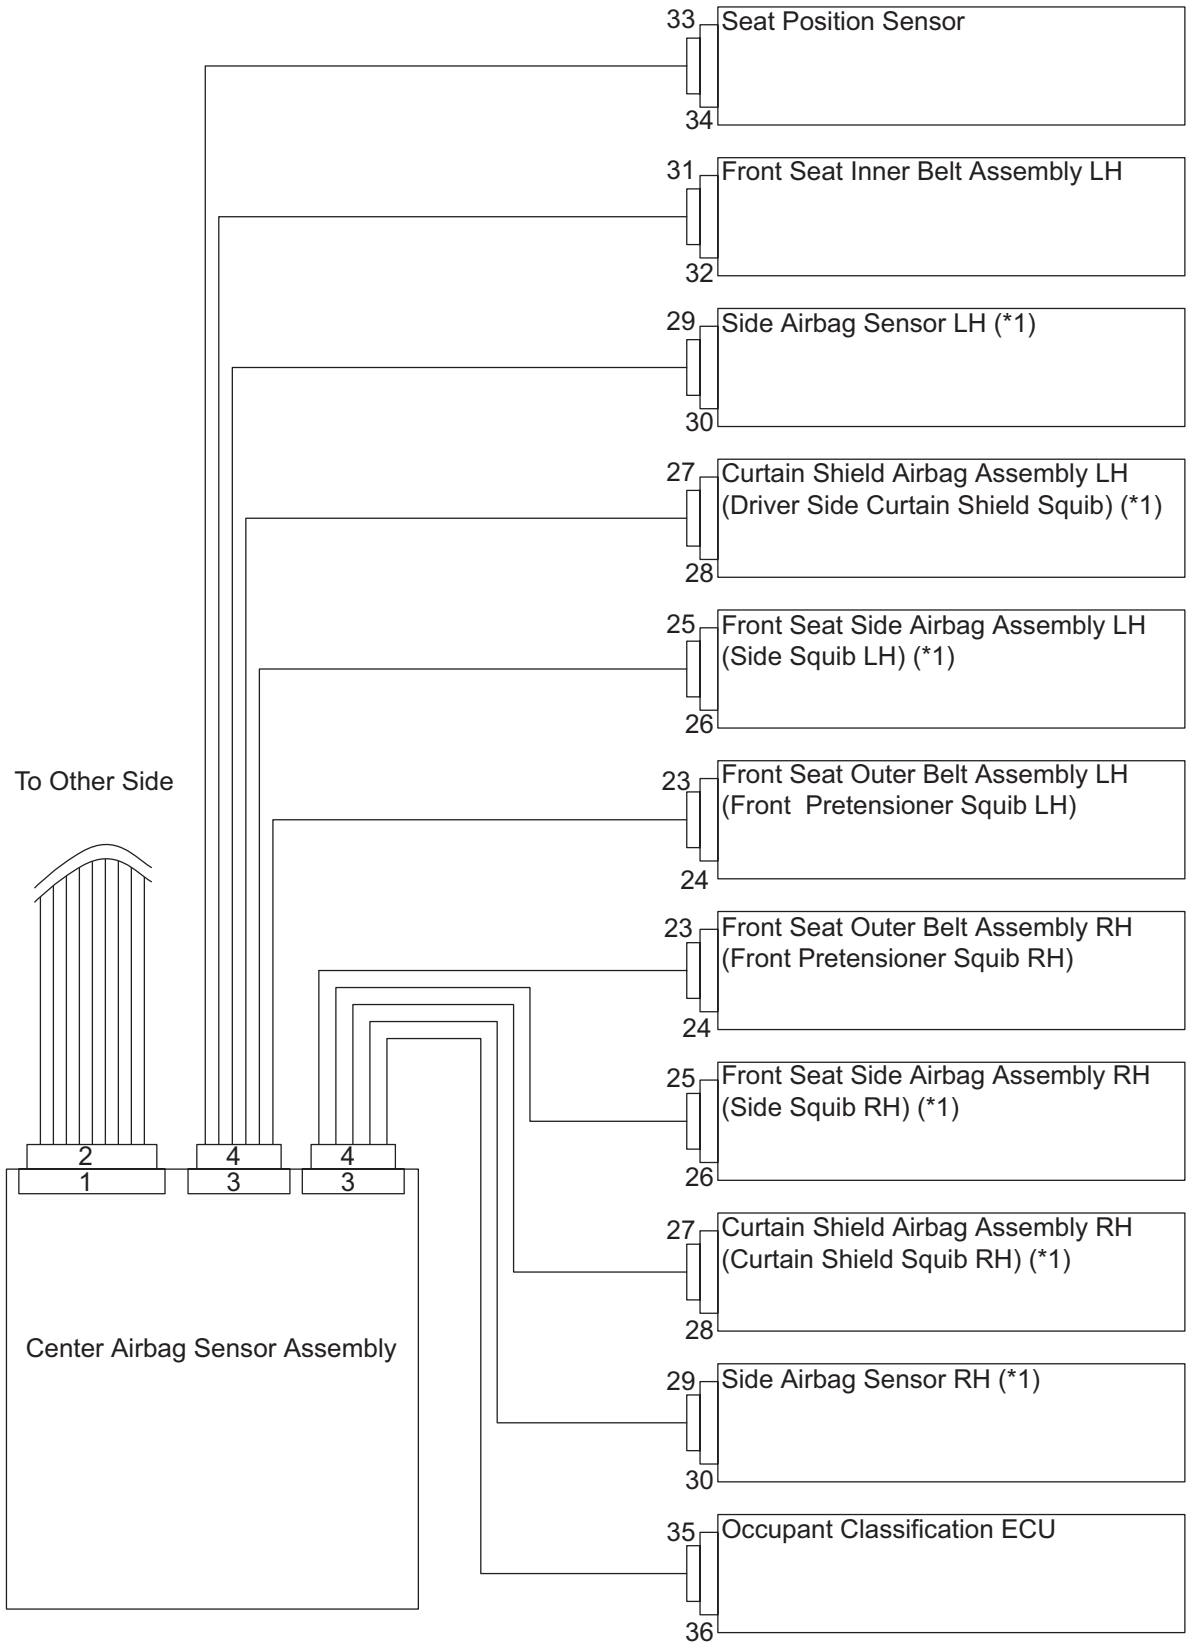 33
Seat Position Sensor
34
31
Front Seat Inner Belt Assembly LH
32
29
Side Airbag Sensor LH (*1)
30
27
Curtain Shield Airbag Assembly LH
(Driver Side Curtain Shield Squib) (*1)
28
25
Front Seat Side Airbag Assembly LH
(Side Squib LH) (*1)
26
To Other Side
23
Front Seat Outer Belt Assembly LH
(Front  Pretensioner Squib LH)
24
23
Front Seat Outer Belt Assembly RH
(Front Pretensioner Squib RH)
24
25
Front Seat Side Airbag Assembly RH
(Side Squib RH) (*1)
26
2
4
4
1
3
3
27
Curtain Shield Airbag Assembly RH
(Curtain Shield Squib RH) (*1)
28
Center Airbag Sensor Assembly
29
Side Airbag Sensor RH (*1)
30
35
Occupant Classification ECU
36